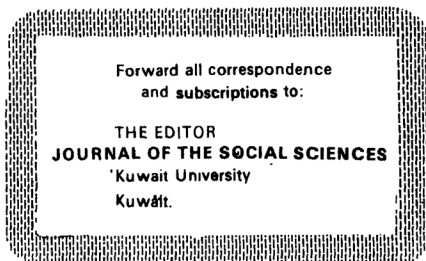 Forward all correspondence
and subscriptions to:
THE EDITOR
JOURNAL OF THE SOCIAL SCIENCES
Kuwait University
Kuwait.